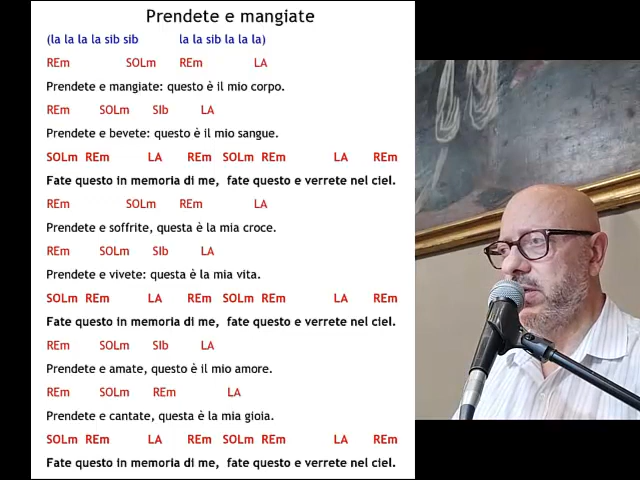 Prendete e mangiate
(la la la la sib sib la la sib la la la)
REm SOLm REm LA
Prendete e mangiate: questo è il mio corpo.
REm SOLm SIb LA
Prendete e bevete: questo è il mio sangue.
SOLm REm LA REm SOLm REm LA REm
Fate questo in memoria di me, fate questo e verrete nel ciel.
REm SOLm REm LA
Prendete e soffrite, questa è la mia croce.
REm SOLm SIb LA
Prendete e vivete: questa è la mia vita.
SOLm REm LA REm SOLm REm LA REm
Fate questo in memoria di me, fate questo e verrete nel ciel.
REm SOLm SIb LA
Prendete e amate, questo è il mio amore.
REm SOLm REm LA
Prendete e cantate, questa è la mia gioia.
SOLm REm LA REm SOLm REm LA REm
Fate questo in memoria di me, fate questo e verrete nel ciel.